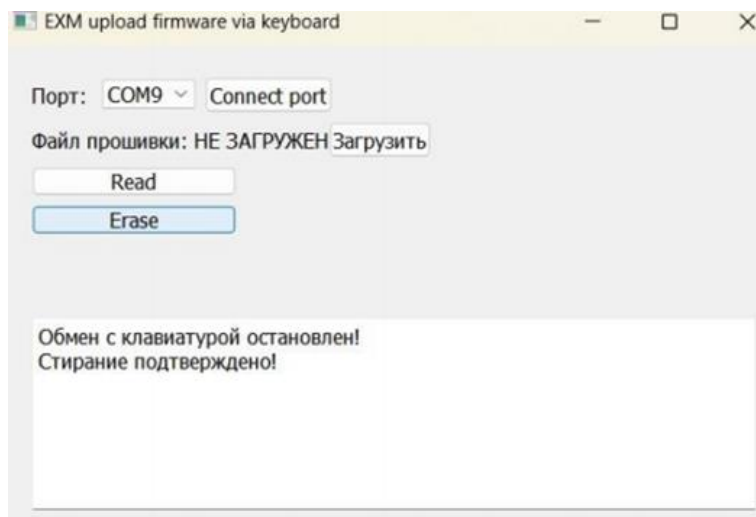 EXM upload firmware via keyboard
Порт: COM9 Connect port
Файл прошивки: НЕ ЗАГРУЖЕН Загрузить
Read
Erase
Обмен с клавиатурой остановлен!
Стирание подтверждено!